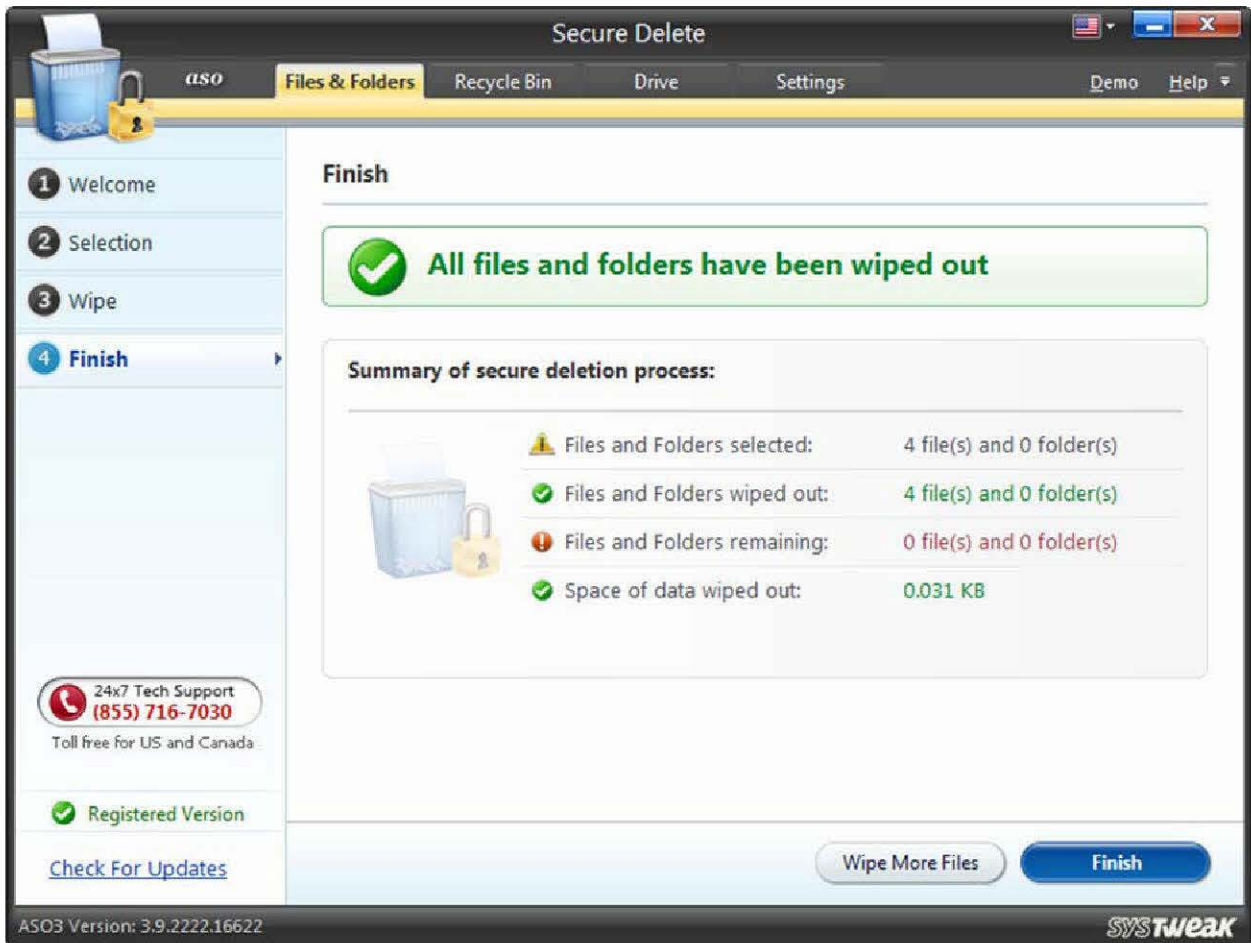 Secure Delete
aso
Files & Folders
Recycle Bin
Drive
Settings
Demo
Help
1 Welcome
2 Selection
3 Wipe
4 Finish
Finish
All files and folders have been wiped out
Summary of secure deletion process:
Files and Folders selected: 4 file(s) and 0 folder(s)
Files and Folders wiped out: 4 file(s) and 0 folder(s)
Files and Folders remaining: 0 file(s) and 0 folder(s)
Space of data wiped out: 0.031 KB
24x7 Tech Support
(855) 716-7030
Toll free for US and Canada
Registered Version
Check For Updates
Wipe More Files
Finish
ASO3 Version: 3.9.2222.16622
SYSTweak